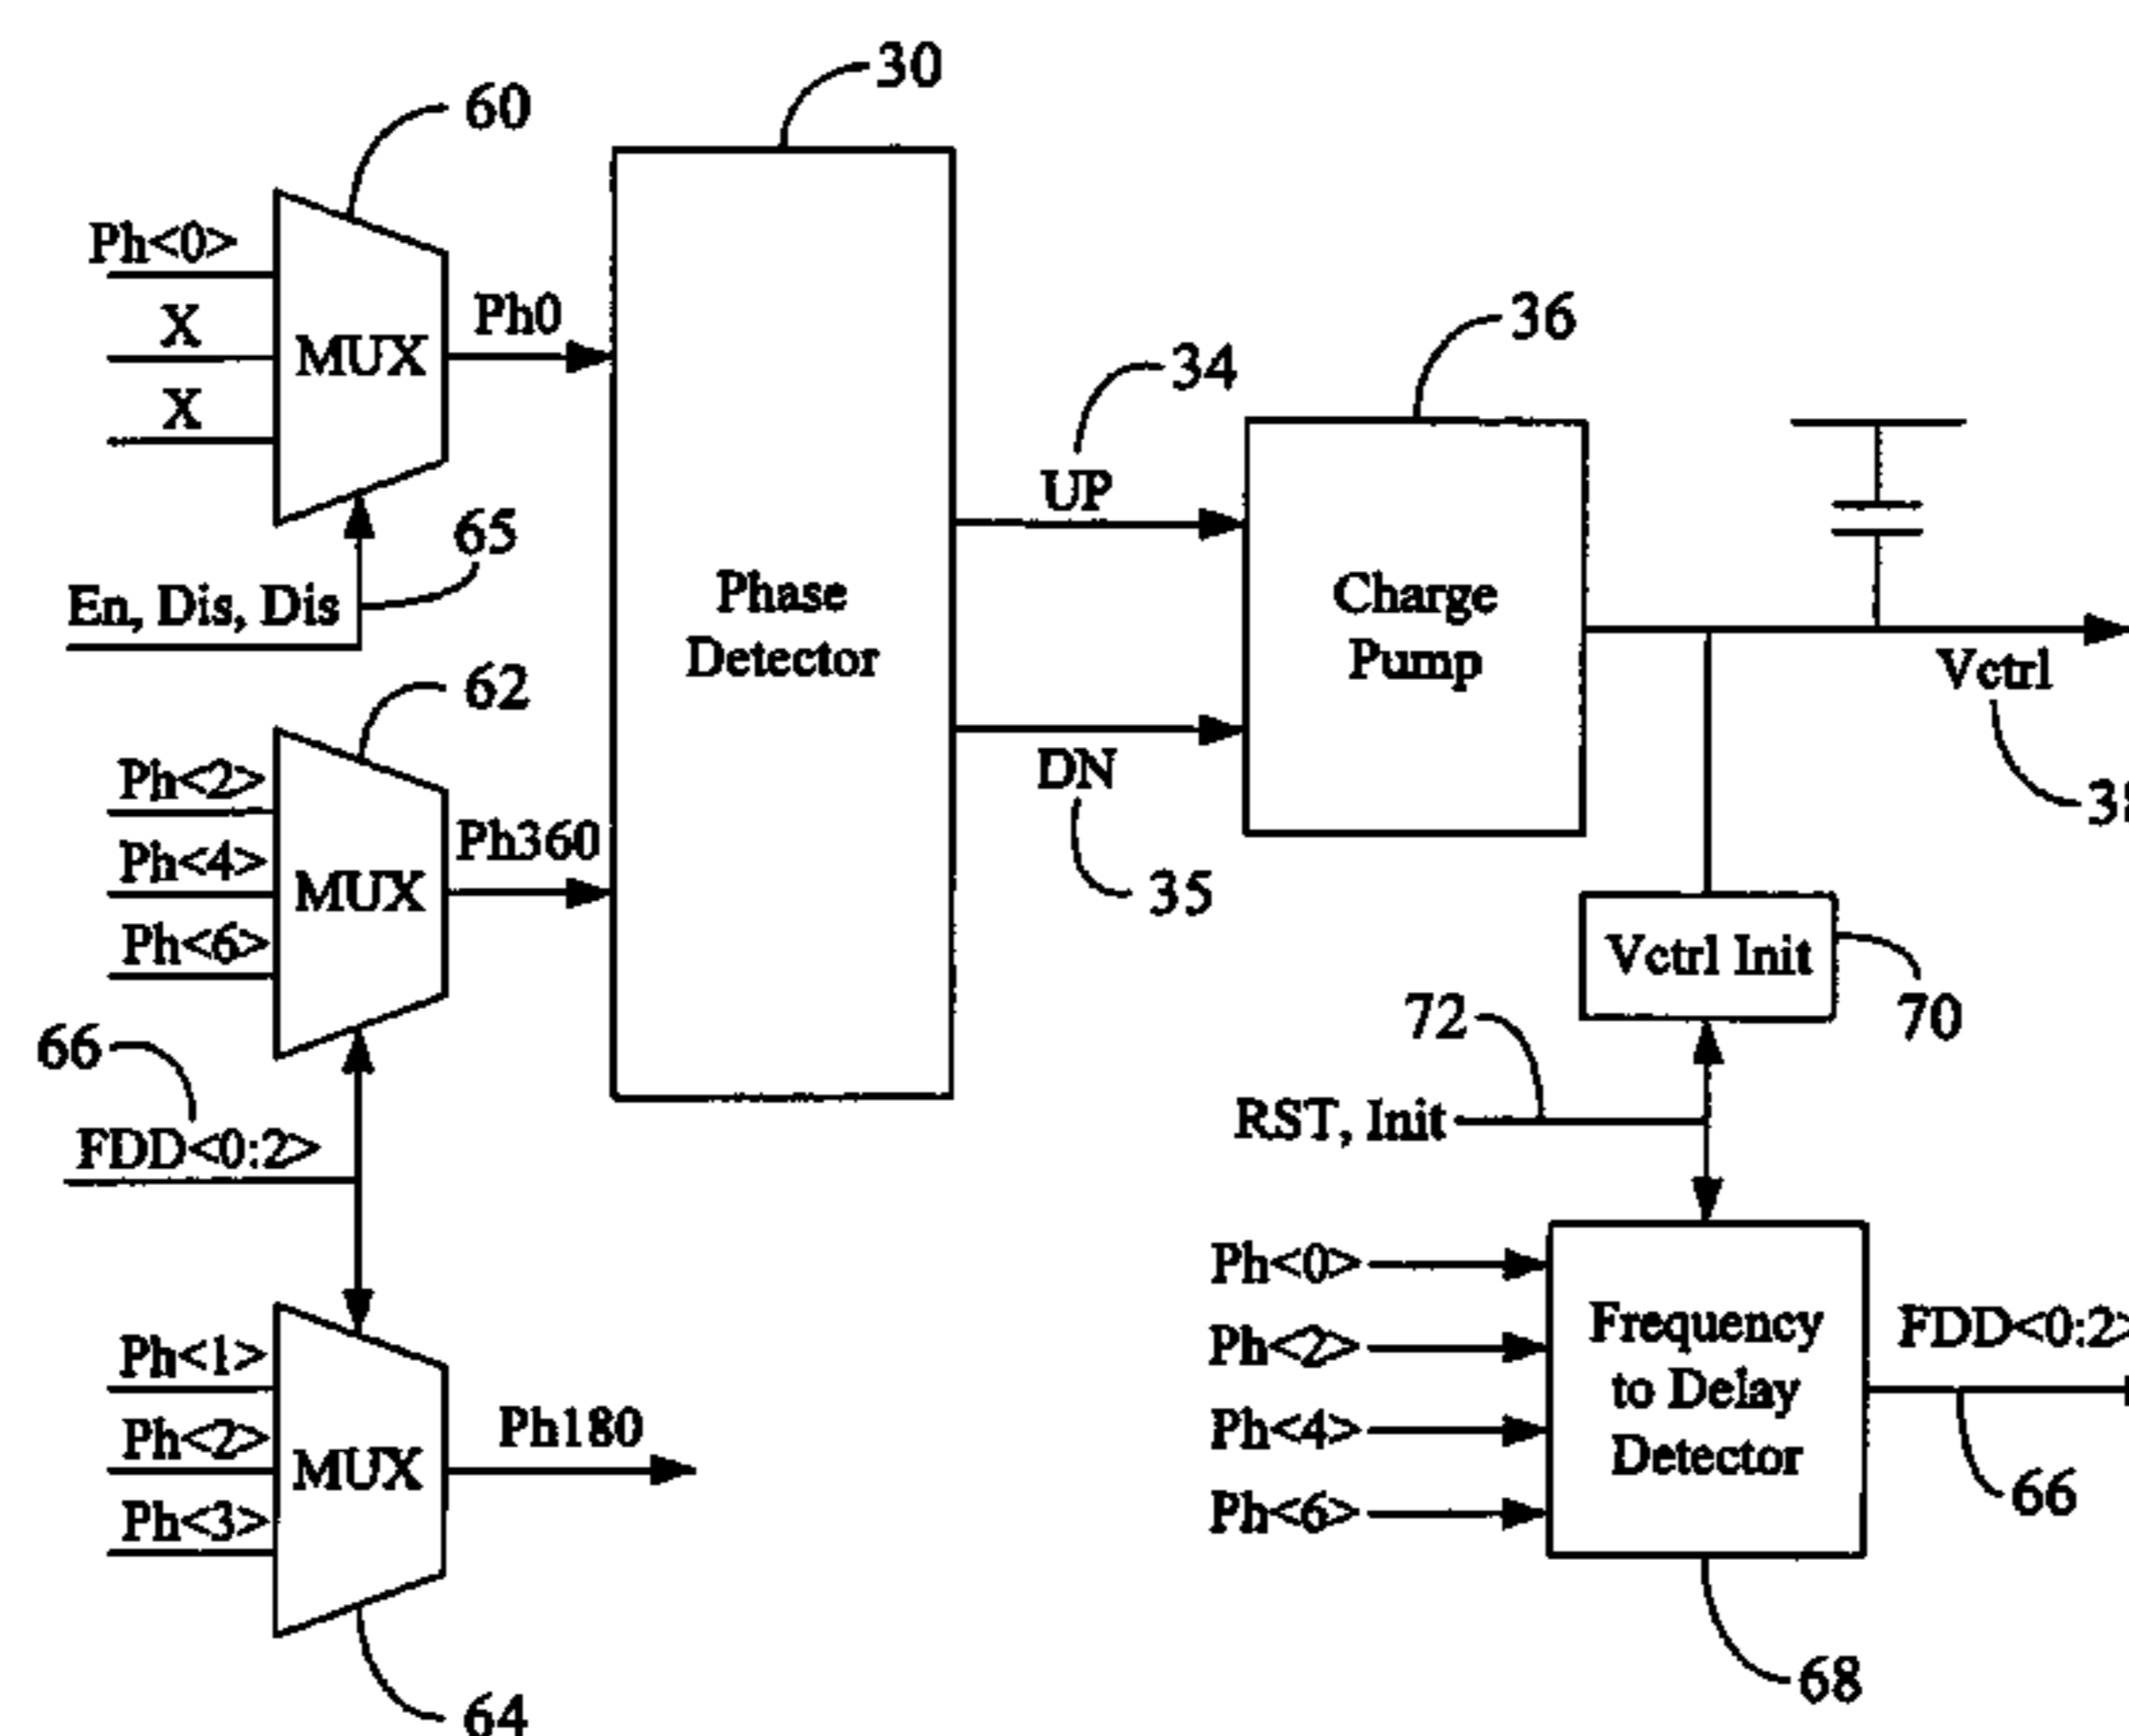 30
60
Ph<0>
X
X
MUX
Ph0
36
34
UP
65
En, Dis, Dis
Phase
Detector
Charge
Pump
Vctrl
62
Ph<2>
Ph<4>
Ph<6>
MUX
Ph360
DN
35
Vctrl Init
70
72
66
RST, Init
FDD<0:2>
Ph<0>
Ph<2>
Ph<4>
Ph<6>
Frequency
to Delay
Detector
FDD<0:2>
66
Ph<1>
Ph<2>
Ph<3>
MUX
Ph180
68
64